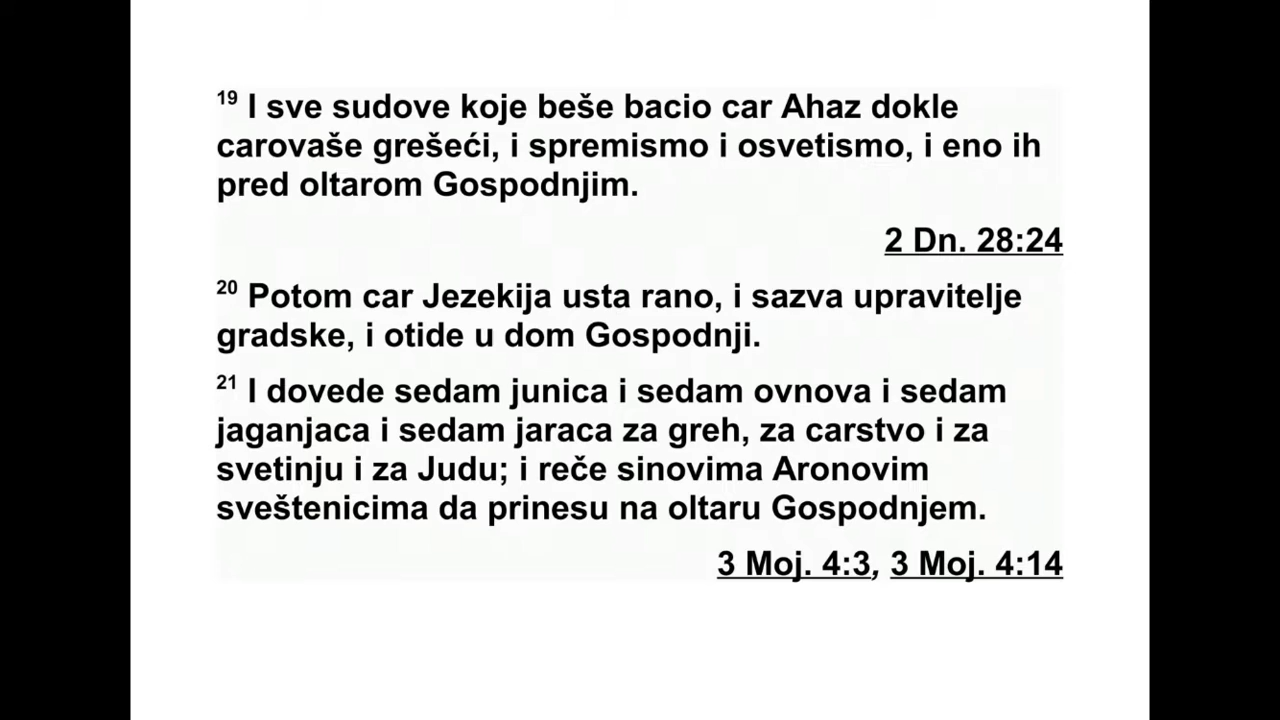 19 I sve sudove koje beše bacio car Ahaz dokle
carovaše grešeći, i spremismo i osvetismo, i eno ih
pred oltarom Gospodnjim.
2 Dn. 28:24
20 Potom car Jezekija usta rano, i sazva upravitelje
gradske, i otide u dom Gospodnji.
21 I dovede sedam junica i sedam ovnova i sedam
jaganjaca i sedam jaraca za greh, za carstvo i za
svetinju i za Judu; i reče sinovima Aronovim
sveštenicima da prinesu na oltaru Gospodnjem.
3 Moj. 4:3, 3 Moj. 4:14